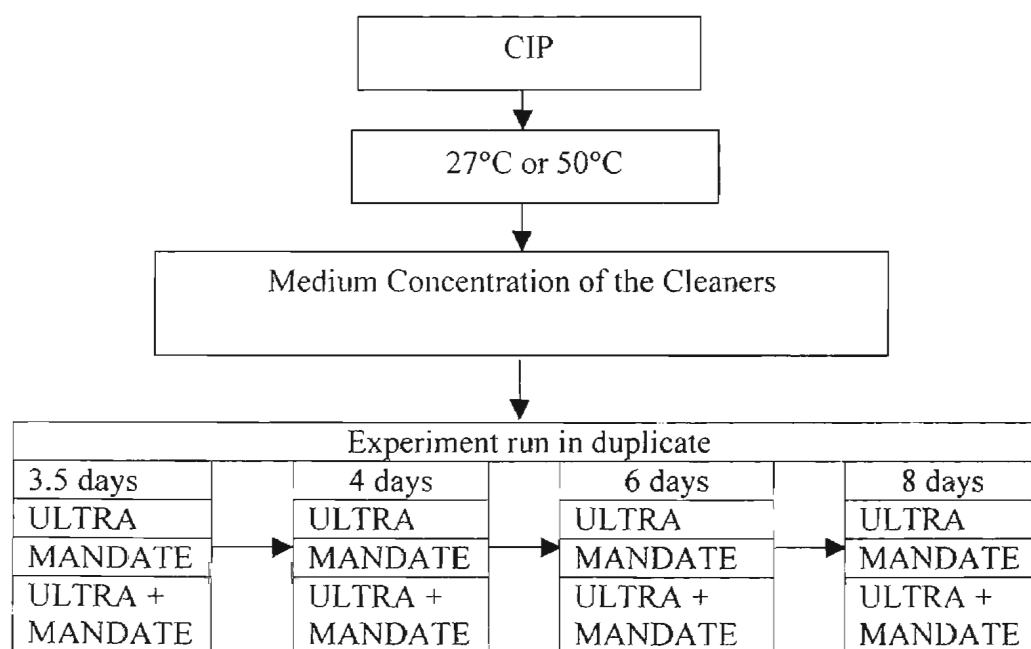 CIP
27°C or 50°C
Medium Concentration of the Cleaners
Experiment run in duplicate
3.5 days
4 days
6 days
8 days
ULTRA
ULTRA
ULTRA
ULTRA
MANDATE
MANDATE
MANDATE
MANDATE
ULTRA +
ULTRA +
ULTRA +
ULTRA +
MANDATE
MANDATE
MANDATE
MANDATE